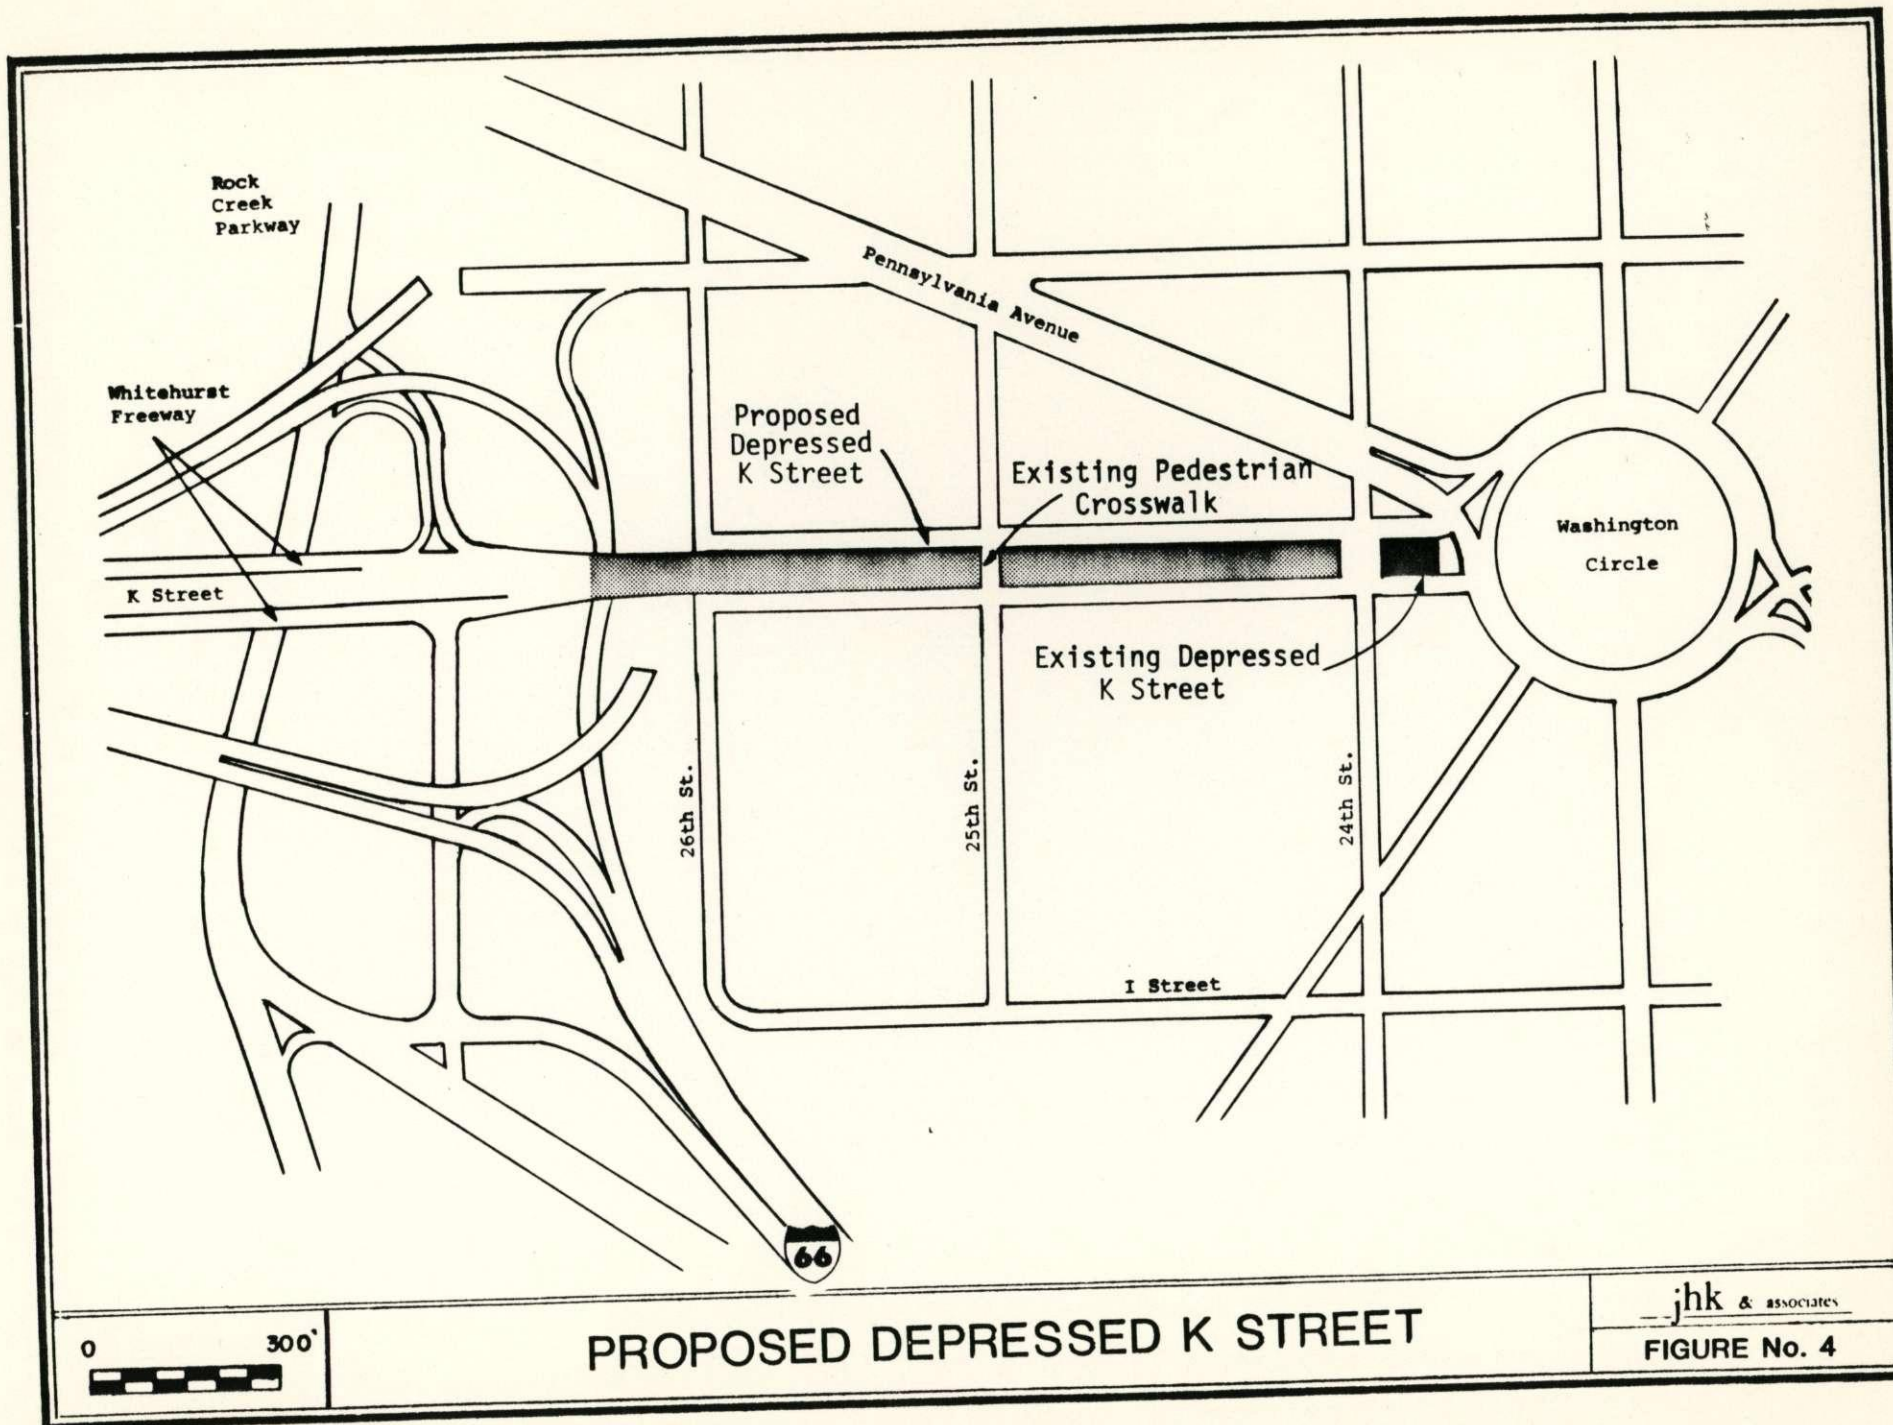 Rock
Creek
Parkway
Pennsylvania Avenue
Whitehurst
Freeway
Proposed
Depressed
K Street
Existing Pedestrian
Crosswalk
Washington
Circle
K Street
Existing Depressed
K Street
26th St.
25th St.
24th St.
I Street
66
0 300'
PROPOSED DEPRESSED K STREET
jhk & associates
FIGURE No. 4